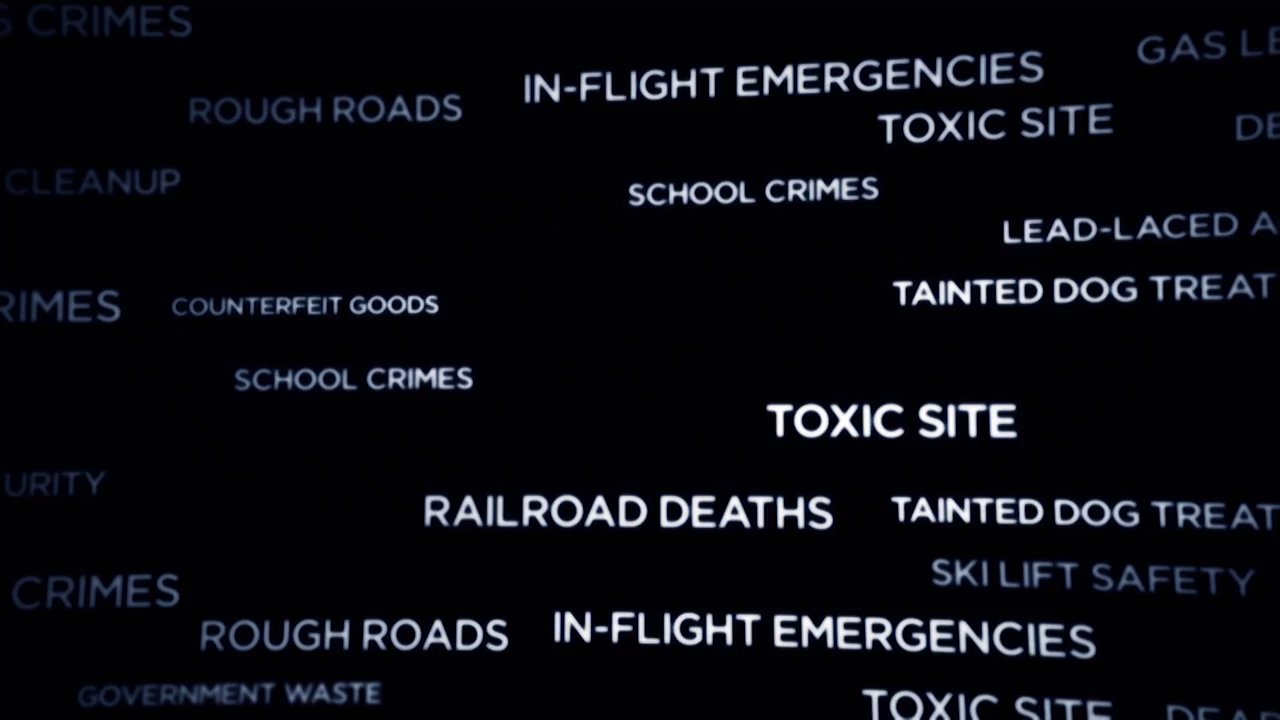 CRIMES
GAS
IN-FLIGHT EMERGENCIES
ROUGH ROADS
TOXIC SITE
CLEANUP
SCHOOL CRIMES
LEAD-LACED
TAINTED DOG TREAT
COUNTERFEIT GOODS
SCHOOL CRIMES
TOXIC SITE
URITY
RAILROAD DEATHS
TAINTED DOG TREAT
SKI LIFT SAFETY
CRIMES
ROUGH ROADS
IN-FLIGHT EMERGENCIES
GOVERNMENT WASTE
TOXIC SITE